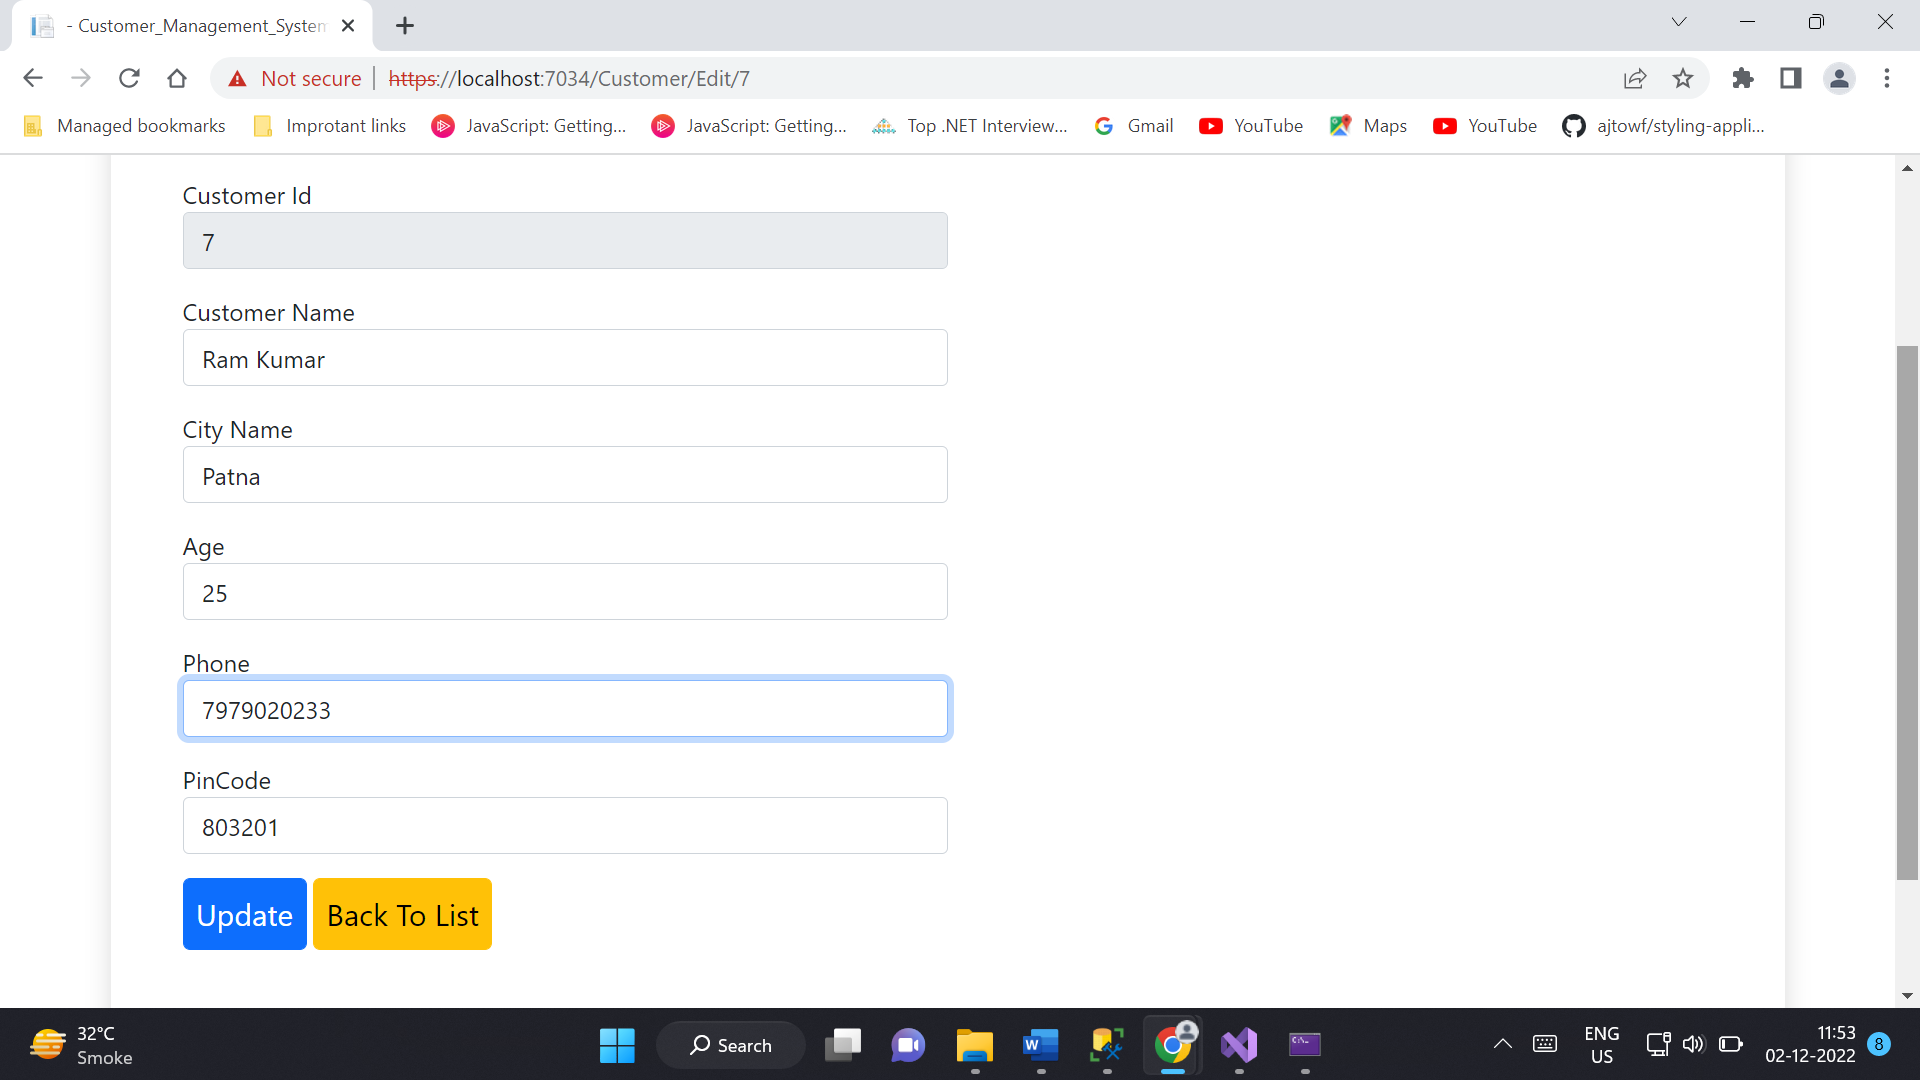 - Customer_Management_System
Not secure
https://localhost:7034/Customer/Edit/7
Managed bookmarks
Improtant links
JavaScript: Getting...
JavaScript: Getting...
Top .NET Interview...
Gmail
YouTube
Maps
YouTube
ajtowf/styling-appli...
Customer Id
7
Customer Name
Ram Kumar
City Name
Patna
Age
25
Phone
7979020233
PinCode
803201
Update
Back To List
32°C
Smoke
Search
ENG
US
11:53
02-12-2022
8